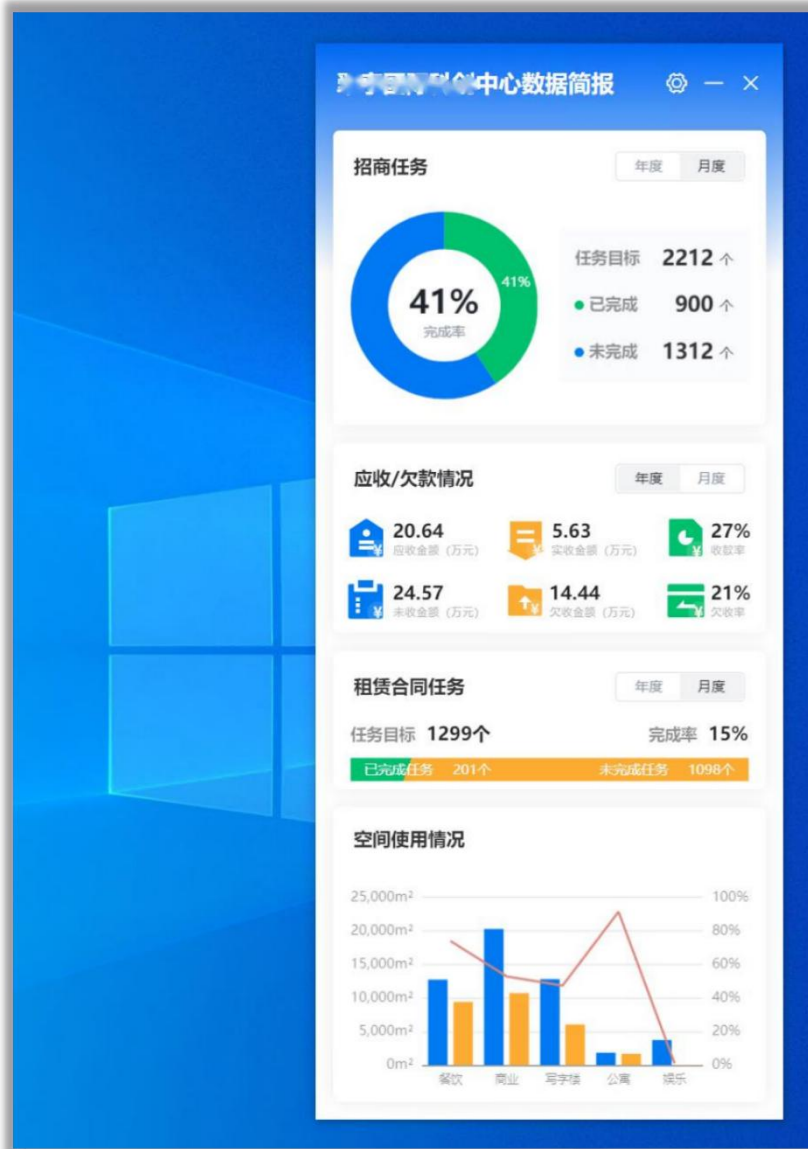 中心数据简报
招商任务
年度 月度
41%
41%
完成率
任务目标 2212 个
已完成 900 个
未完成 1312 个
应收/欠款情况
年度 月度
20.64
应收金额（万元）
5.63
实收金额（万元）
27%
收款率
24.57
未收金额（万元）
14.44
欠收金额（万元）
21%
欠收率
租赁合同任务
年度 月度
任务目标 1299个
完成率 15%
已完成任务 201个
未完成任务 1098个
空间使用情况
25,000m² 100%
20,000m² 80%
15,000m² 60%
10,000m² 40%
5,000m² 20%
0m² 0%
餐饮 商业 写字楼 公寓 娱乐